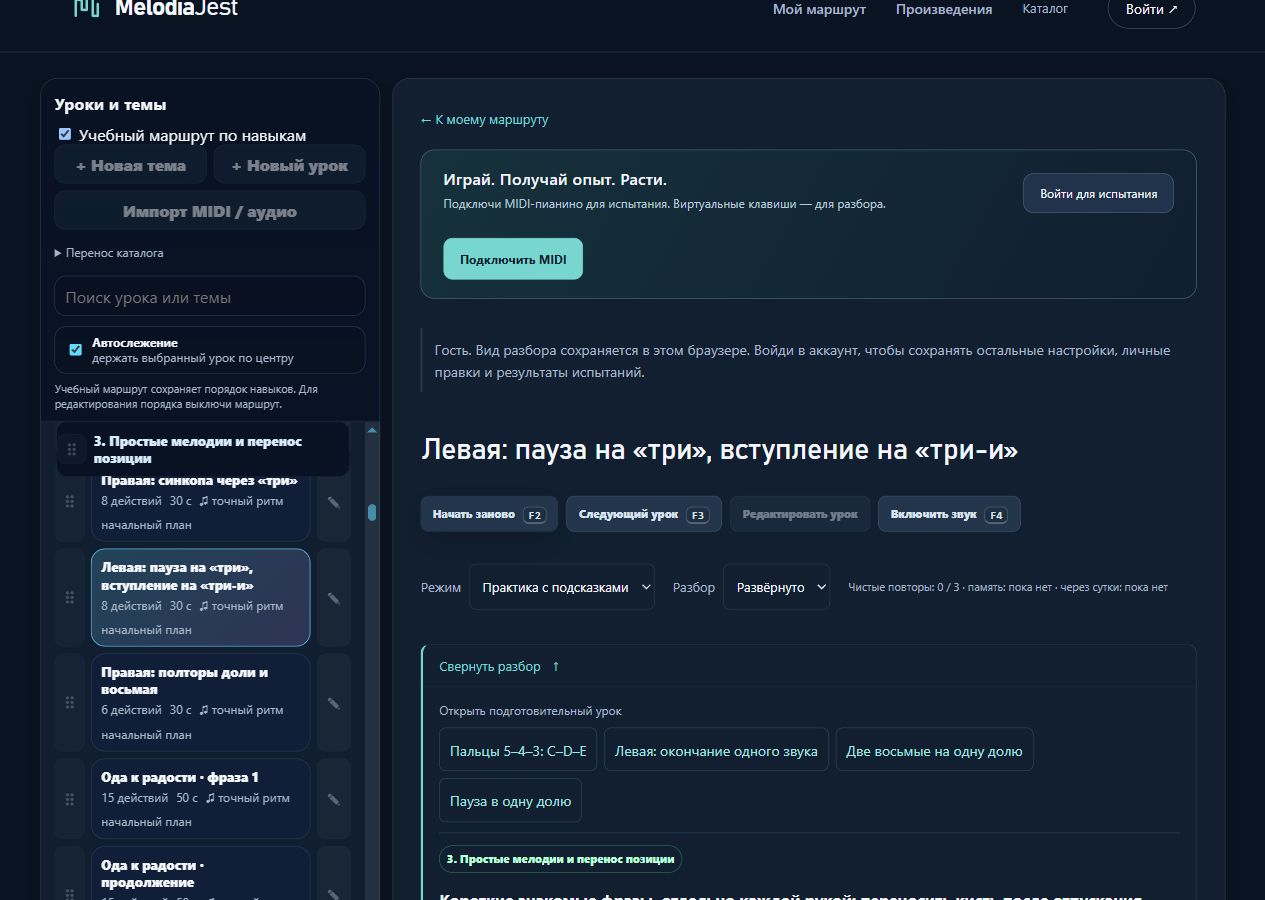 MelodiaJest
Мой маршрут
Произведения
Каталог
Войти ↗
Уроки и темы
Учебный маршрут по навыкам
+ Новая тема
+ Новый урок
Импорт MIDI / аудио
▶ Перенос каталога
Поиск урока или темы
Автослежение
держать выбранный урок по центру
Учебный маршрут сохраняет порядок навыков. Для
редактирования порядка выключи маршрут.
3. Простые мелодии и перенос
позиции
Правая: синкопа через «три»
8 действий 30 с ♫ точный ритм
начальный план
Левая: пауза на «три»,
вступление на «три-и»
8 действий 30 с ♫ точный ритм
начальный план
Правая: полторы доли и
восьмая
6 действий 30 с ♫ точный ритм
начальный план
Ода к радости · фраза 1
15 действий 50 с ♫ точный ритм
начальный план
Ода к радости ·
продолжение
← К моему маршруту
Играй. Получай опыт. Расти.
Подключи MIDI-пианино для испытания. Виртуальные клавиши — для разбора.
Войти для испытания
Подключить MIDI
Гость. Вид разбора сохраняется в этом браузере. Войди в аккаунт, чтобы сохранять остальные настройки, личные
правки и результаты испытаний.
Левая: пауза на «три», вступление на «три-и»
Начать заново F2
Следующий урок F3
Редактировать урок
Включить звук F4
Режим
Практика с подсказками
Разбор
Развёрнуто
Чистые повторы: 0 / 3 · память: пока нет · через сутки: пока нет
Свернуть разбор ↑
Открыть подготовительный урок
Пальцы 5–4–3: C–D–E
Левая: окончание одного звука
Две восьмые на одну долю
Пауза в одну долю
3. Простые мелодии и перенос позиции
Короткие знакомые фразы отдельно каждой рукой; переносить кисть после отпускания